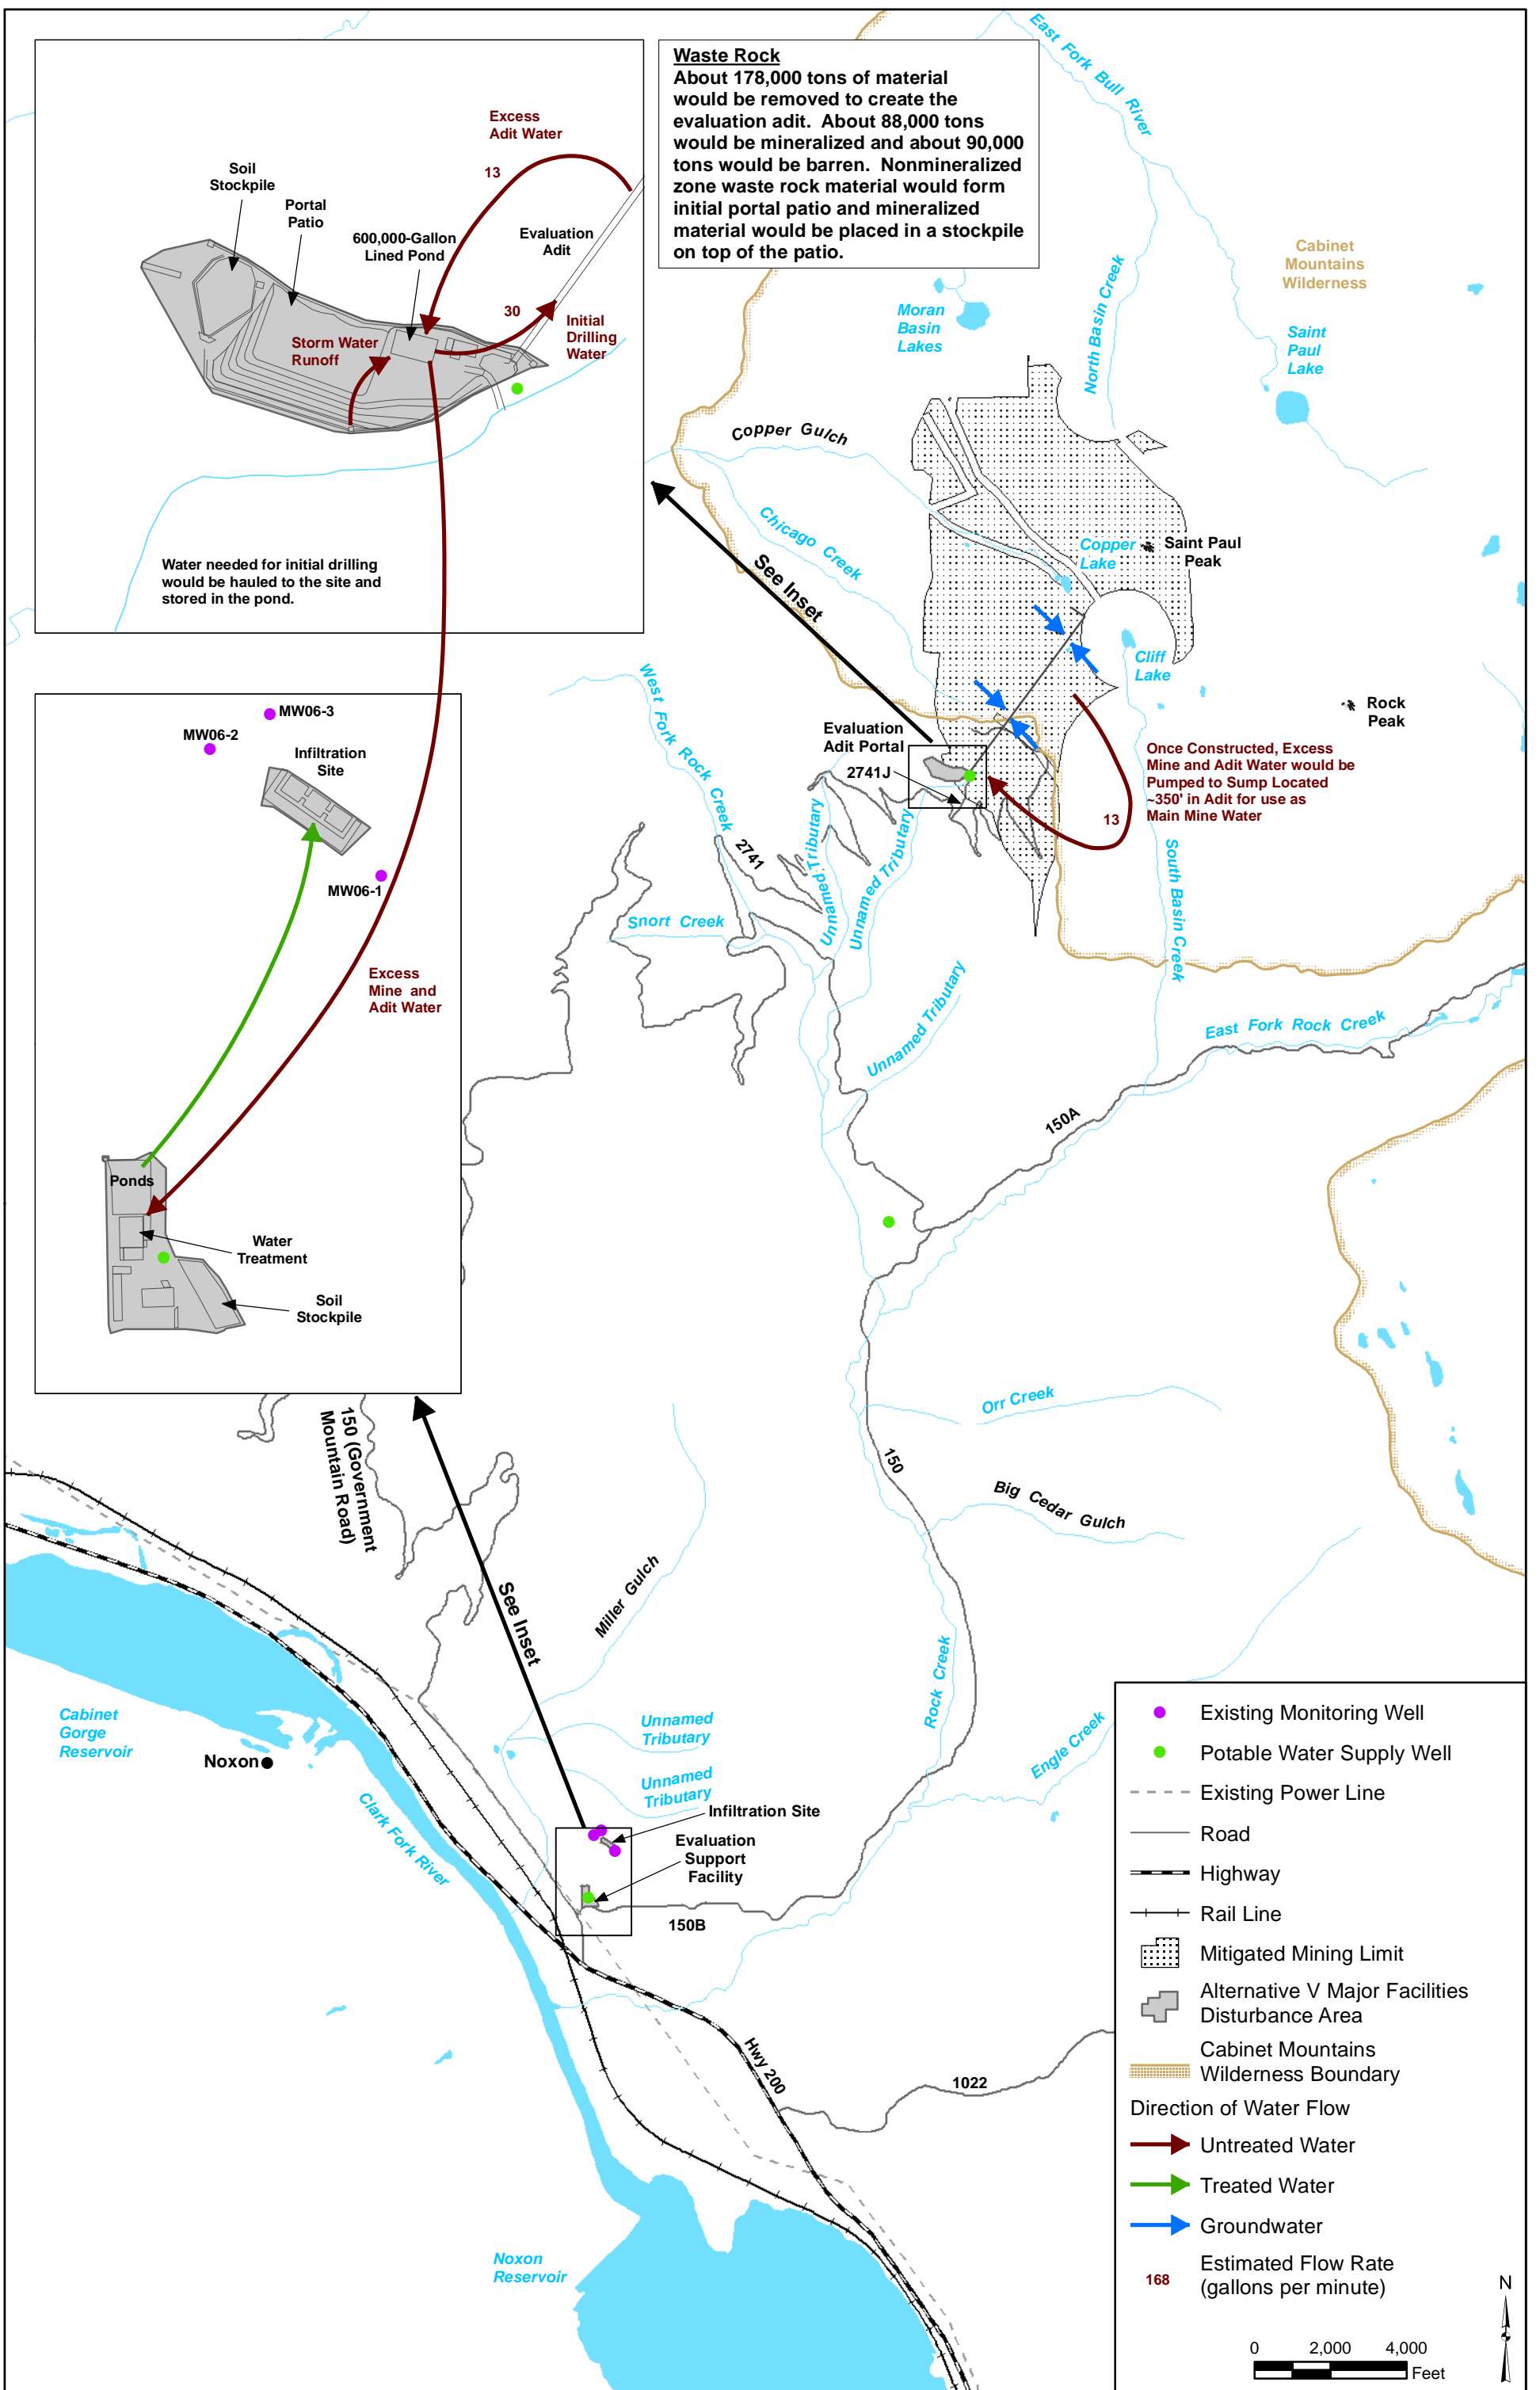 Waste Rock
About 178,000 tons of material
would be removed to create the
evaluation adit. About 88,000 tons
would be mineralized and about 90,000
tons would be barren. Nonmineralized
zone waste rock material would form
initial portal patio and mineralized
material would be placed in a stockpile
on top of the patio.
East Fork Bull River
Excess
Adit Water
13
Soil
Stockpile
Portal
Patio
600,000-Gallon
Lined Pond
Evaluation
Adit
30
Initial
Drilling
Water
Storm Water
Runoff
Water needed for initial drilling
would be hauled to the site and
stored in the pond.
Cabinet
Mountains
Wilderness
North Basin Creek
Moran
Basin
Lakes
Saint
Paul
Lake
Copper Gulch
Chicago Creek
See Inset
Copper
Lake
Saint Paul
Peak
Cliff
Lake
Rock
Peak
West Fork Rock Creek
Evaluation
Adit Portal
2741J
Once Constructed, Excess
Mine and Adit Water would be
Pumped to Sump Located
~350' in Adit for use as
Main Mine Water
13
MW06-3
MW06-2
Infiltration
Site
MW06-1
Excess
Mine and
Adit Water
Ponds
Water
Treatment
Soil
Stockpile
2741
Unnamed Tributary
Unnamed Tributary
Snort Creek
South Basin Creek
Unnamed Tributary
East Fork Rock Creek
150A
Orr Creek
150
Big Cedar Gulch
150 (Government
Mountain Road)
See Inset
Miller Gulch
Rock Creek
Engle Creek
Cabinet
Gorge
Reservoir
Noxon
Clark Fork River
Unnamed
Tributary
Unnamed
Tributary
Infiltration Site
Evaluation
Support
Facility
150B
Hwy 200
1022
Noxon
Reservoir
Existing Monitoring Well
Potable Water Supply Well
Existing Power Line
Road
Highway
Rail Line
Mitigated Mining Limit
Alternative V Major Facilities
Disturbance Area
Cabinet Mountains
Wilderness Boundary
Direction of Water Flow
Untreated Water
Treated Water
Groundwater
168
Estimated Flow Rate
(gallons per minute)
N
0 2,000 4,000
Feet